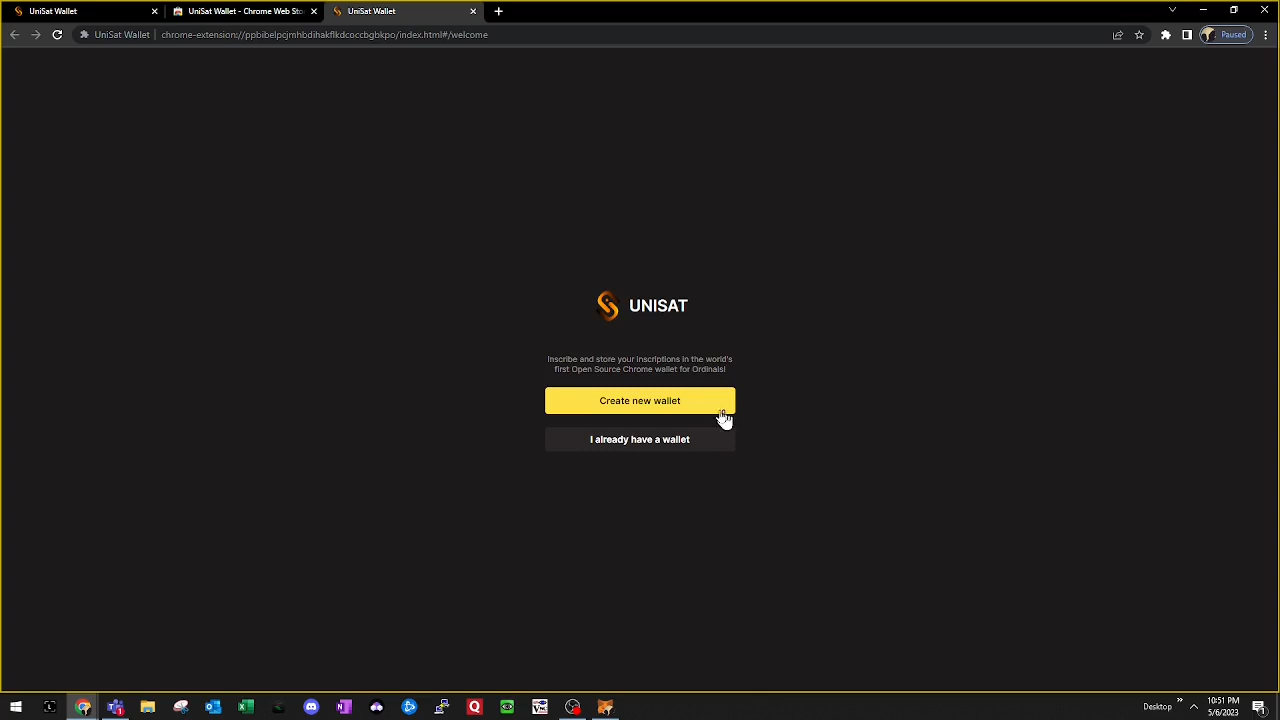 UniSat Wallet
UniSat Wallet - Chrome Web Sto
UniSat Wallet
UniSat Wallet
chrome-extension://ppbibelpcjmhbdihakflkdcoccbgbkpo/index.html#/welcome
Paused
UNISAT
Inscribe and store your inscriptions in the world's
first Open Source Chrome wallet for Ordinals!
Create new wallet
I already have a wallet
Desktop
10:51 PM
5/6/2023